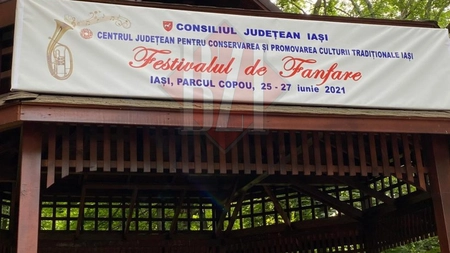 CONSILIUL JUDEȚEAN IAȘI
CENTRUL JUDEȚEAN PENTRU CONSERVAREA ȘI PROMOVAREA CULTURII TRADIȚIONALE IAȘI
Festivalul de Fanfare
IAȘI, PARCUL COPOU, 25 - 27 iunie 2021
BZI